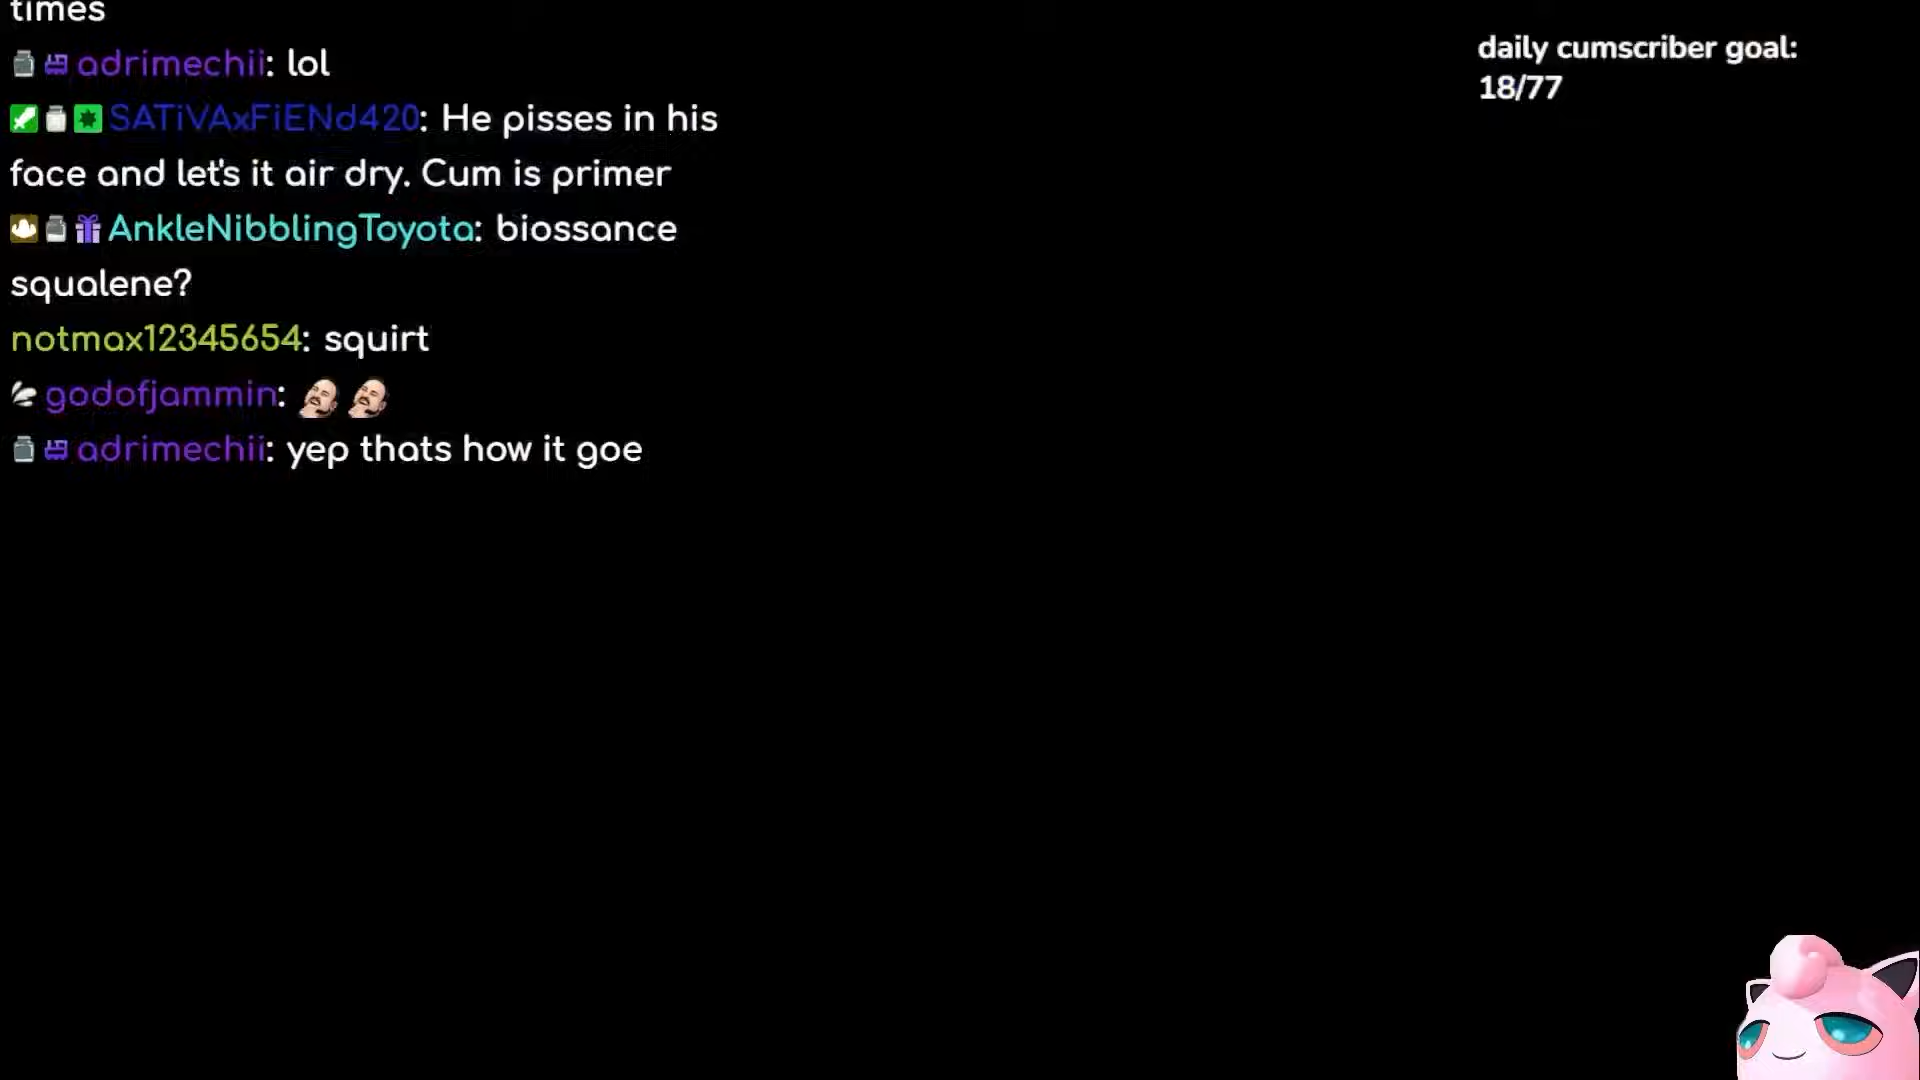 times
adrimechii: lol
SATiVAxFiENd420: He pisses in his
face and let's it air dry. Cum is primer
AnkleNibblingToyota: biossance
squalene?
notmax12345654: squirt
godofjammin:
adrimechii: yep thats how it goe
daily cumscriber goal:
18/77